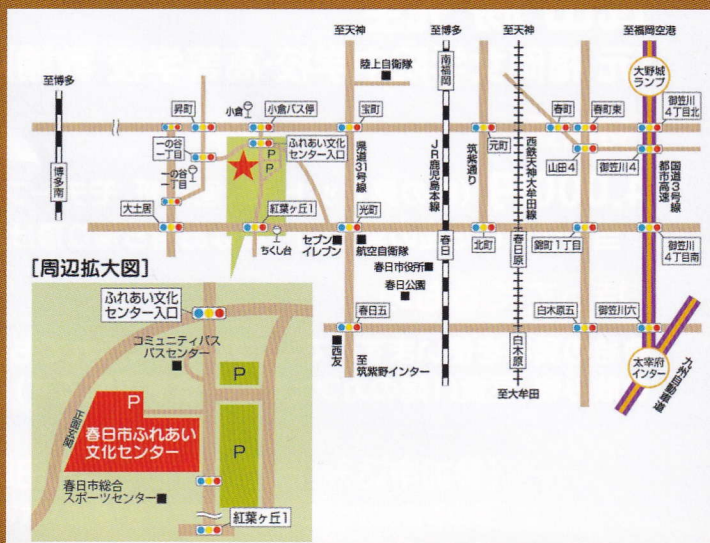 至天神
至博多
至天神
至福岡空港
陸上自衛隊
南福岡
大野城
ランプ
至博多
昇町
小倉
小倉バス停
宝町
元町
春町
春町東
御笠川
4丁目北
一の谷
一丁目
ふれあい文化
センター入口
P
P
県道31号線
JR鹿児島本線
筑紫通り
西鉄天神大牟田線
山田4
御笠川4
国道3号線
都市高速
一の谷
一丁目
博多南
大土居
紅葉ヶ丘1
光町
北町
錦町1丁目
御笠川
4丁目南
ちくし台
セブン
イレブン
航空自衛隊
春日市役所
春日公園
春日
春日原
[周辺拡大図]
春日五
白木原五
御笠川六
西友
至
筑紫野インター
白木原
至大牟田
太宰府
インター
九州自動車道
ふれあい文化
センター入口
コミュニティバス
バスセンター
P
P
正面玄関
春日市ふれあい
文化センター
P
春日市総合
スポーツセンター
紅葉ヶ丘1